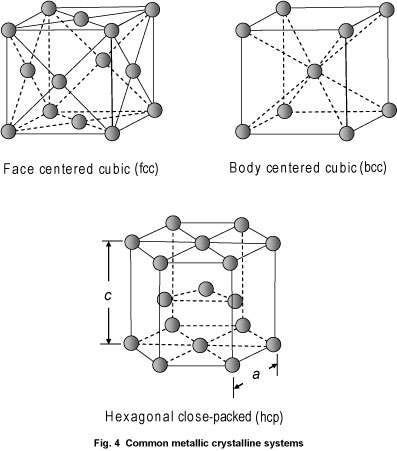 Face centered cubic (fcc)
Body centered cubic (bcc)
c
a
Hexagonal close-packed (hcp)
Fig. 4 Common metallic crystalline systems